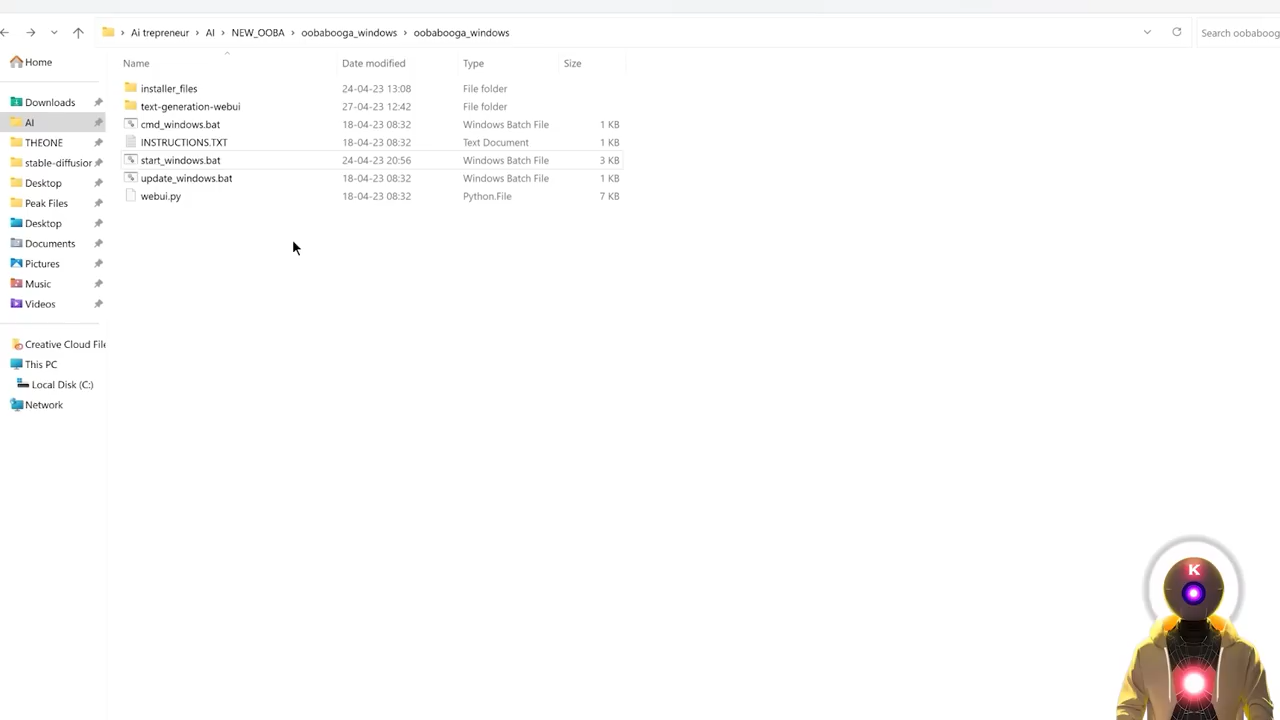 Ai trepreneur > AI > NEW_OOBA > oobabooga_windows > oobabooga_windows
Search oobaboog
Name Date modified Type Size
Home
Downloads
AI
THEONE
stable-diffusion
Desktop
Peak Files
Desktop
Documents
Pictures
Music
Videos
Creative Cloud File
This PC
Local Disk (C:)
Network
installer_files 24-04-23 13:08 File folder
text-generation-webui 27-04-23 12:42 File folder
cmd_windows.bat 18-04-23 08:32 Windows Batch File 1 KB
INSTRUCTIONS.TXT 18-04-23 08:32 Text Document 1 KB
start_windows.bat 24-04-23 20:56 Windows Batch File 3 KB
update_windows.bat 18-04-23 08:32 Windows Batch File 1 KB
webui.py 18-04-23 08:32 Python.File 7 KB
K